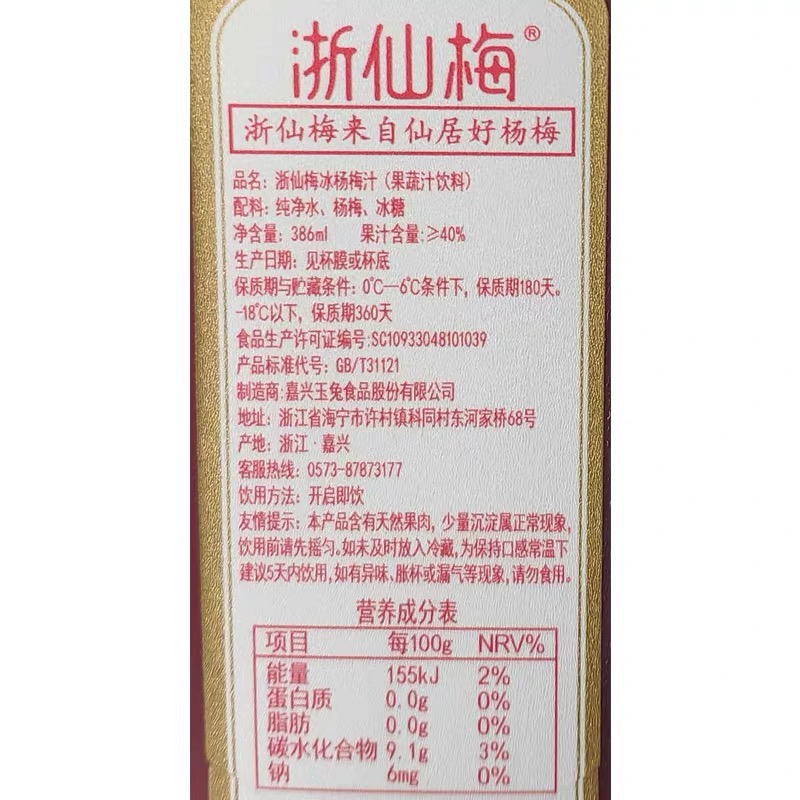 浙仙梅®
浙仙梅来自仙居好杨梅
品名：浙仙梅冰杨梅汁（果蔬汁饮料）
配料：纯净水、杨梅、冰糖
净含量：386ml 果汁含量:≥40%
生产日期：见杯膜或杯底
保质期与贮藏条件：0℃—6℃条件下，保质期180天。
-18℃以下，保质期360天
食品生产许可证编号:SC10933048101039
产品标准代号：GB/T31121
制造商:嘉兴玉兔食品股份有限公司
地址：浙江省海宁市许村镇科同村东河家桥68号
产地：浙江·嘉兴
客服热线：0573-87873177
饮用方法：开启即饮
友情提示：本产品含有天然果肉，少量沉淀属正常现象，
饮用前请先摇匀。如未及时放入冷藏,为保持口感常温下
建议5天内饮用,如有异味、胀杯或漏气等现象,请勿食用。
营养成分表
项目 每100g NRV%
能量 155kJ 2%
蛋白质 0.0g 0%
脂肪 0.0g 0%
碳水化合物 9.1g 3%
钠 6mg 0%